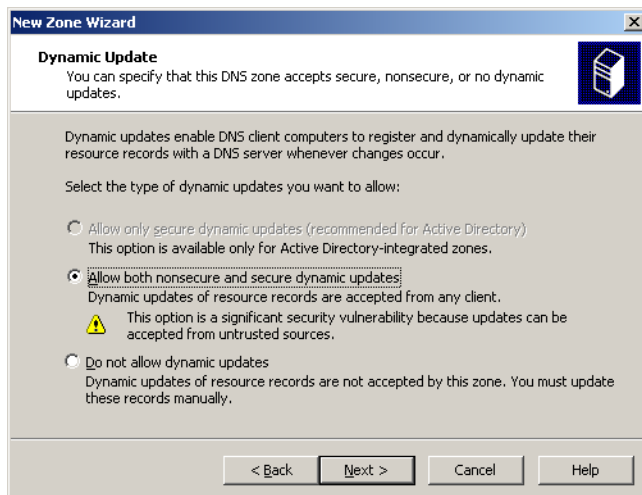 New Zone Wizard
Dynamic Update
You can specify that this DNS zone accepts secure, nonsecure, or no dynamic
updates.
Dynamic updates enable DNS client computers to register and dynamically update their
resource records with a DNS server whenever changes occur.
Select the type of dynamic updates you want to allow:
Allow only secure dynamic updates (recommended for Active Directory)
This option is available only for Active Directory-integrated zones.
Allow both nonsecure and secure dynamic updates
Dynamic updates of resource records are accepted from any client.
This option is a significant security vulnerability because updates can be
accepted from untrusted sources.
Do not allow dynamic updates
Dynamic updates of resource records are not accepted by this zone. You must update
these records manually.
< Back Next > Cancel Help